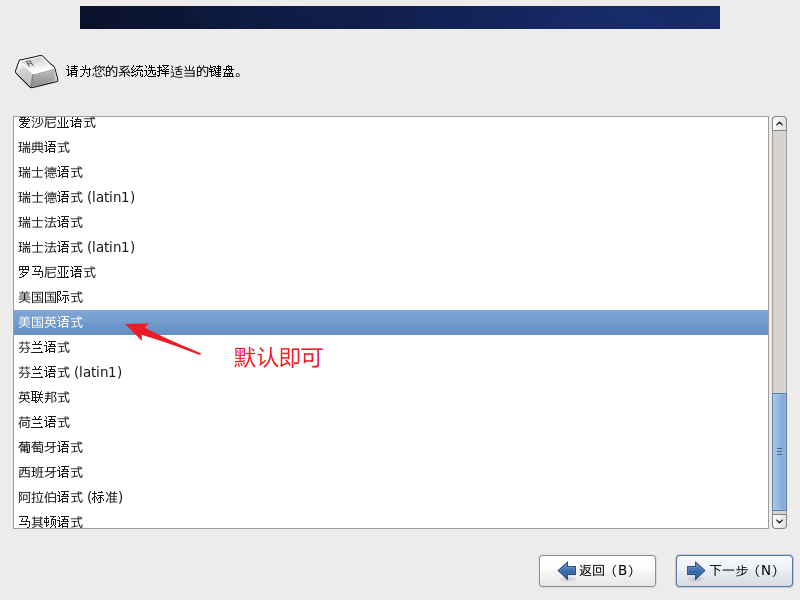 R
请为您的系统选择适当的键盘。
爱沙尼亚语式
瑞典语式
瑞士德语式
瑞士德语式 (latin1)
瑞士法语式
瑞士法语式 (latin1)
罗马尼亚语式
美国国际式
美国英语式
默认即可
芬兰语式
芬兰语式 (latin1)
英联邦式
荷兰语式
葡萄牙语式
西班牙语式
阿拉伯语式 (标准)
马其顿语式
返回（B）
下一步（N）